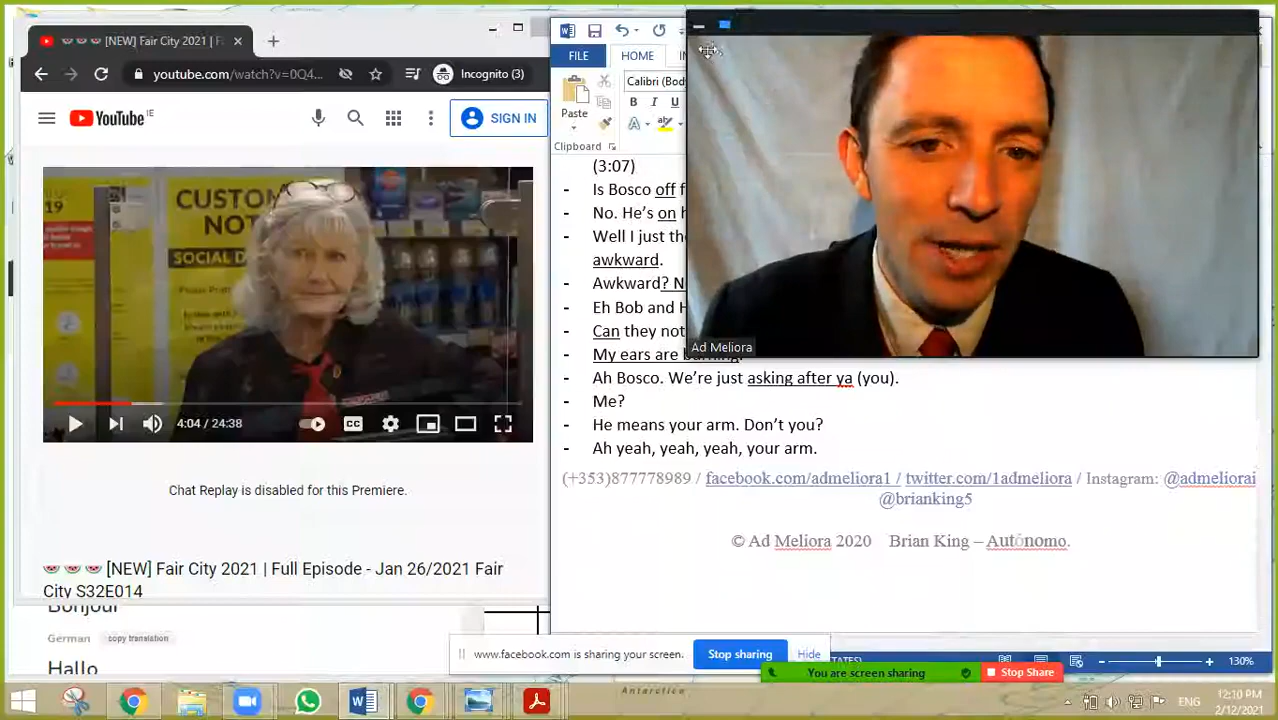 [NEW] Fair City 2021 | F
youtube.com/watch?v=0Q4...
Incognito (3)
YouTube IE
SIGN IN
19
CUSTOM
NOT
SOCIAL D
4:04 / 24:38
CC
Chat Replay is disabled for this Premiere.
[NEW] Fair City 2021 | Full Episode - Jan 26/2021 Fair
City S32E014
Bonjour
German copy translation
Hallo
FILE HOME
Calibri (Body
Paste
B I U
Clipboard
(3:07)
- Is Bosco off f
- No. He's on h
- Well I just th
awkward.
- Awkward? N
- Eh Bob and H
- Can they not
- My ears are burning.
- Ah Bosco. We're just asking after ya (you).
- Me?
- He means your arm. Don't you?
- Ah yeah, yeah, yeah, your arm.
(+353)877778989 / facebook.com/admeliora1 / twitter.com/1admeliora / Instagram: @admeliorai
@brianking5
© Ad Meliora 2020 Brian King – Autónomo.
Ad Meliora
www.facebook.com is sharing your screen.
Stop sharing
Hide
TATES)
130%
You are screen sharing
Stop Share
Antarctica
ENG
12:10 PM
2/12/2021